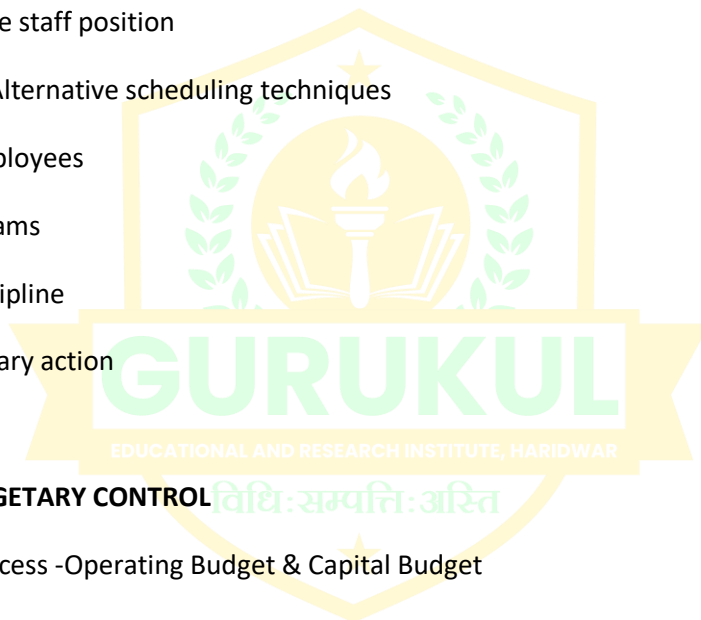 e staff position
Alternative scheduling techniques
ployees
ams
ipline
ary action
GURUKUL
EDUCATIONAL AND RESEARCH INSTITUTE, HARIDWAR
GETARY CONTROL
विधि:सम्पत्ति:अस्ति
cess -Operating Budget & Capital Budget